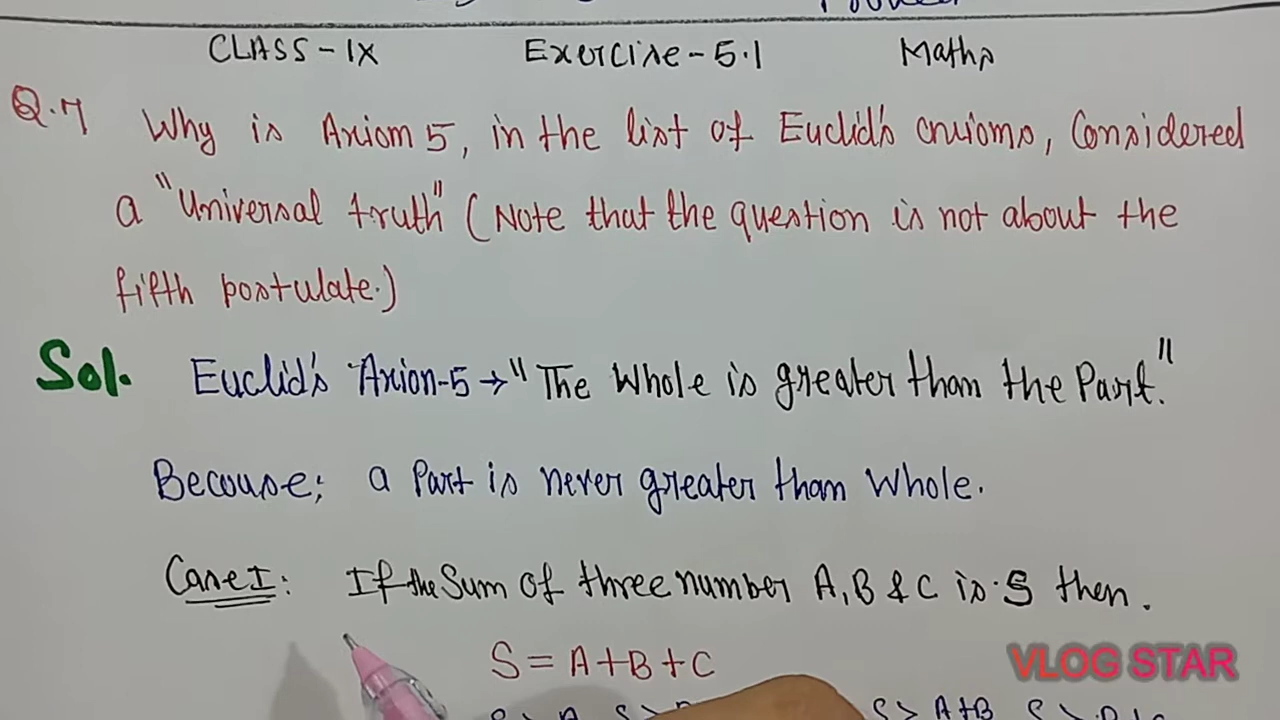 CLASS-IX Exercise-5.1 Maths
Q.7 Why is Axiom 5, in the list of Euclid's axioms, Considered
a "Universal truth" (Note that the question is not about the
fifth postulate.)
Sol. Euclid's Axion-5→"The Whole is greater than the Part."
Because; a Part is never greater than Whole.
Case I: If the Sum of three number A, B & C is S then.
S = A+B+C
VLOG STAR
S > A+B